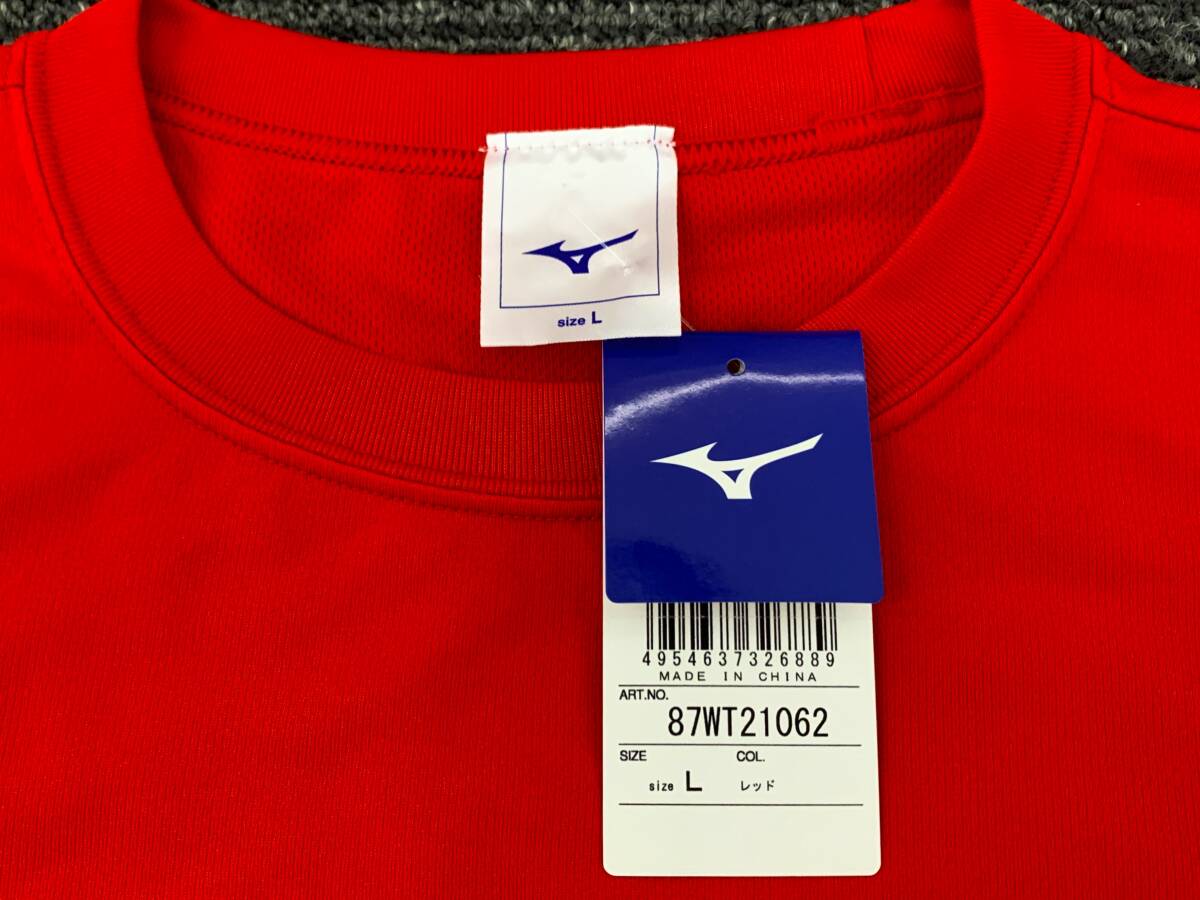 size L
4954637326889
MADE IN CHINA
ART.NO.
87WT21062
SIZE COL.
size L レッド